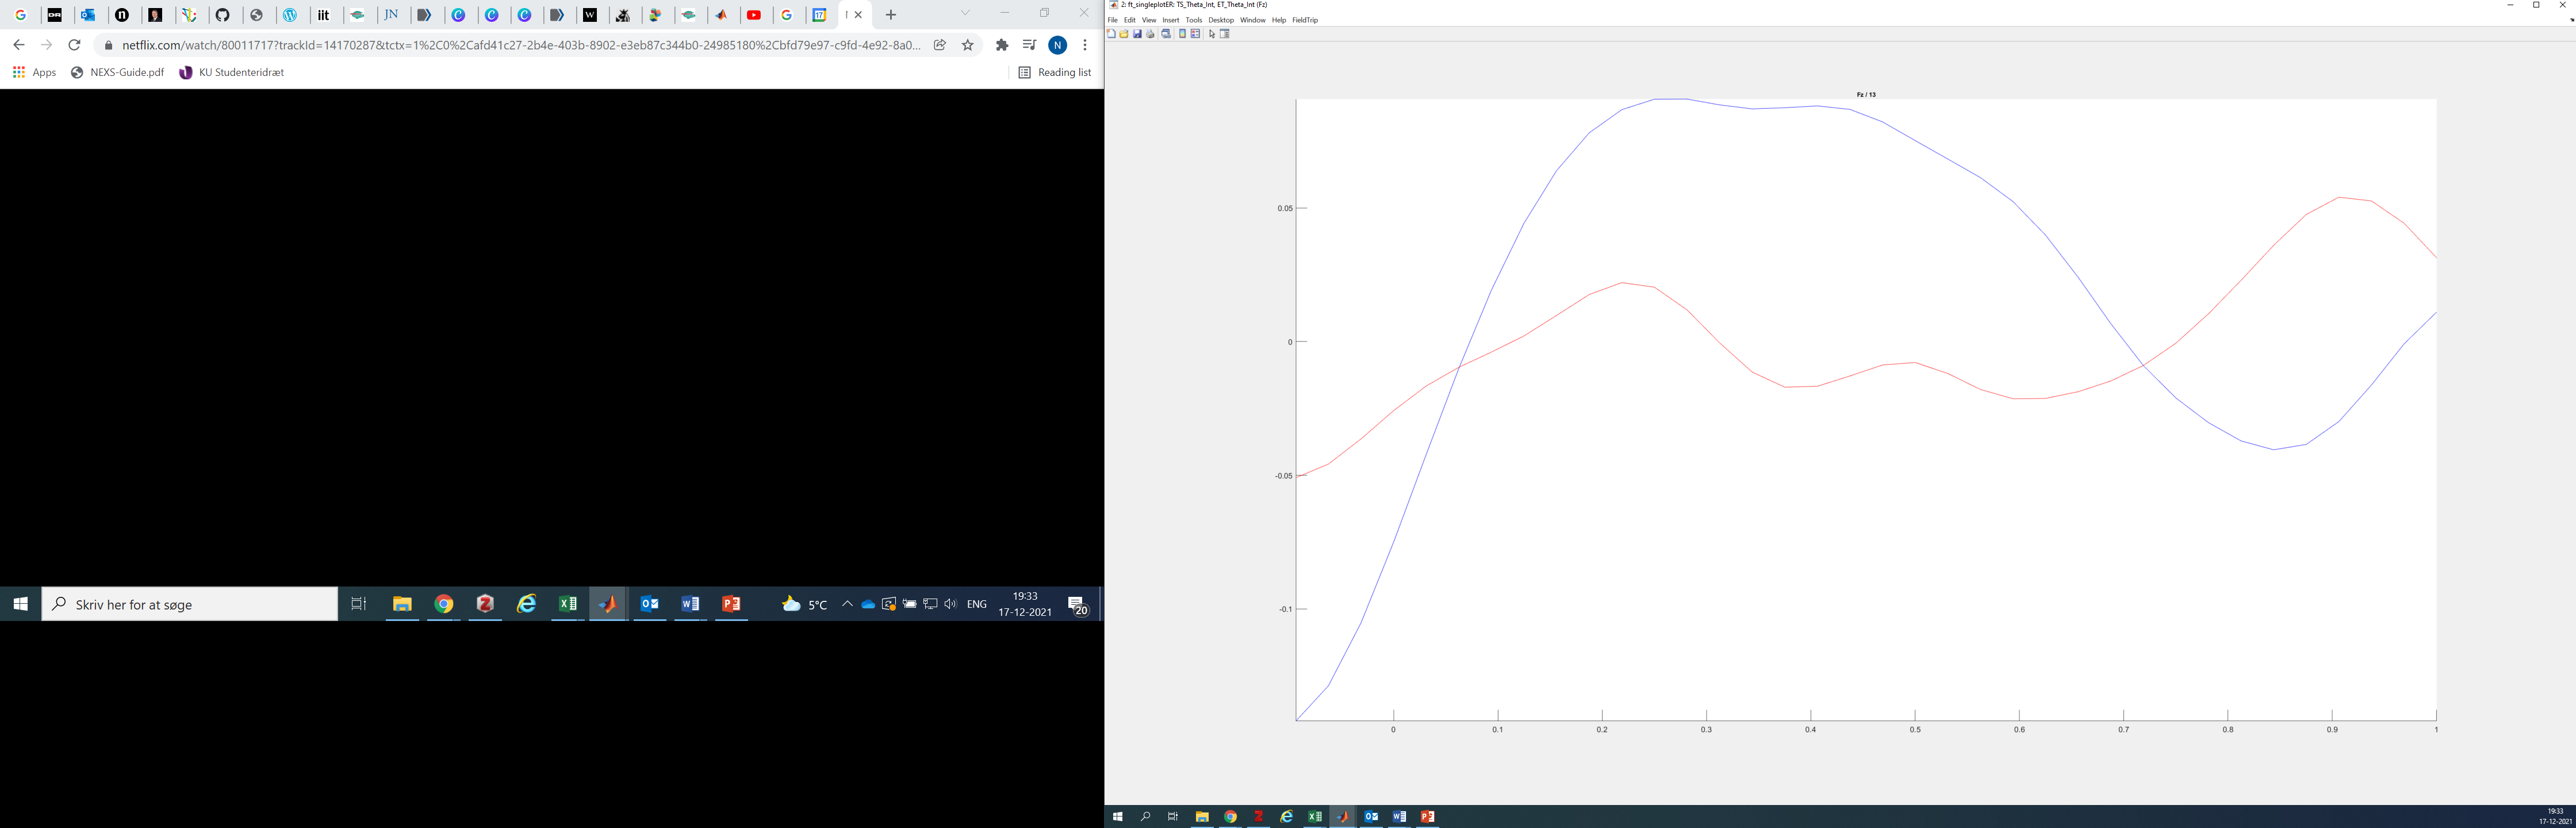 DR
n
iit
JN
C
C
C
W
17
netflix.com/watch/80011717?trackId=14170287&tctx=1%2C0%2Cafd41c27-2b4e-403b-8902-e3eb87c344b0-24985180%2Cbfd79e97-c9fd-4e92-8a0...
N
Apps
NEXS-Guide.pdf
KU Studenteridræt
Reading list
Skriv her for at søge
5°C
ENG
19:33
17-12-2021
20
2: ft_singleplotER: TS_Theta_Int, ET_Theta_Int (Fz)
File Edit View Insert Tools Desktop Window Help FieldTrip
Fz / 13
0.05
0
-0.05
-0.1
0 0.1 0.2 0.3 0.4 0.5 0.6 0.7 0.8 0.9 1
19:33
17-12-2021